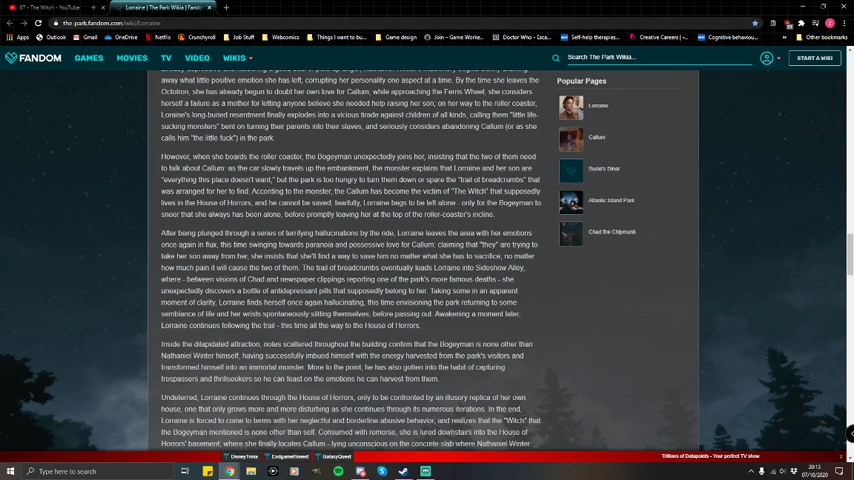 07 - The Witch - YouTube
Lorraine | The Park Wikia | Fandom
the-park.fandom.com/wiki/Lorraine
Apps
Crunchyroll
Job Stuff
Webcomics
Things I want to bu...
Gmail
OneDrive
Netflix
Copyright
Game design
Join – Game Worke...
Doctor Who - Esca...
Self-help therapies...
Creative Careers |...
Cognitive behaviou...
Other bookmarks
FANDOM
GAMES
MOVIES
TV
VIDEO
WIKIS
Search The Park Wikia...
START A WIKI
away what little positive emotion she has left, corrupting her personality one aspect at a time. By the time she leaves the
Octotron, she has already begun to doubt her own love for Callum; while approaching the Ferris Wheel, she considers
herself a failure as a mother for letting anyone believe she needed help raising her son; on her way to the roller coaster,
Lorraine's long-buried resentment finally explodes into a vicious tirade against children of all kinds, calling them "little life-
sucking monsters" bent on turning their parents into their slaves, and seriously considers abandoning Callum (or as she
calls him "the little fuck") in the park.
However, when she boards the roller coaster, the Bogeyman unexpectedly joins her, insisting that the two of them need
to talk about Callum: as the car slowly travels up the embankment, the monster explains that Lorraine and her son are
"everything this place doesn't want," but the park is too hungry to turn them down or spare the "trail of breadcrumbs" that
was arranged for her to find. According to the monster, the Callum has become the victim of "The Witch" that supposedly
lives in the House of Horrors, and he cannot be saved; tearfully, Lorraine begs to be left alone - only for the Bogeyman to
sneer that she always has been alone, before promptly leaving her at the top of the roller-coaster's incline.
After being plunged through a series of terrifying hallucinations by the ride, Lorraine leaves the area with her emotions
once again in flux, this time swinging towards paranoia and possessive love for Callum: claiming that "they" are trying to
take her son away from her, she insists that she'll find a way to save him no matter what she has to sacrifice, no matter
how much pain it will cause the two of them. The trail of breadcrumbs eventually leads Lorraine into Sideshow Alley,
where - between visions of Chad and newspaper clippings reporting one of the park's more famous deaths - she
unexpectedly discovers a bottle of antidepressant pills that supposedly belong to her. Taking some in an apparent
moment of clarity, Lorraine finds herself once again hallucinating, this time envisioning the park returning to some
semblance of life and her wrists spontaneously slitting themselves, before passing out. Awakening a moment later,
Lorraine continues following the trail - this time all the way to the House of Horrors.
Inside the dilapidated attraction, notes scattered throughout the building confirm that the Bogeyman is none other than
Nathaniel Winter himself, having successfully imbued himself with the energy harvested from the park's visitors and
transformed himself into an immortal monster. More to the point, he has also gotten into the habit of capturing
trespassers and thrillseekers so he can feast on the emotions he can harvest from them.
Undeterred, Lorraine continues through the House of Horrors, only to be confronted by an illusory replica of her own
house, one that only grows more and more disturbing as she continues through its numerous iterations. In the end,
Lorraine is forced to come to terms with her neglectful and borderline-abusive behavior, and realizes that the "Witch" that
the Bogeyman mentioned is none other than self. Consumed with remorse, she is lured downstairs into the House of
Horrors' basement, where she finally locates Callum - lying unconscious on the concrete slab where Nathaniel Winter
Popular Pages
Lorraine
Callum
Susie's Diner
Atlantic Island Park
Chad the Chipmunk
DisneyTrivia
EndgameHonest
GalaxyQuest
Trillions of Datapoints - Your perfect TV show
Type here to search
20:13
07/10/2020